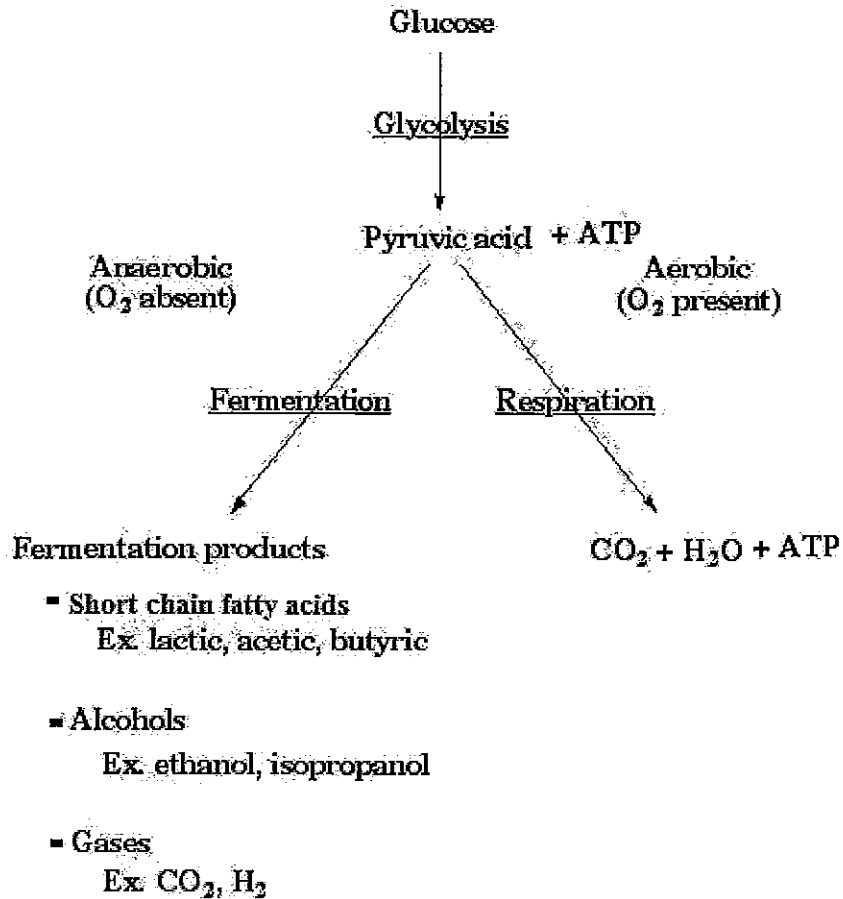 Glucose
Glycolysis
Pyruvic acid + ATP
Anaerobic
(O₂ absent)
Aerobic
(O₂ present)
Fermentation
Respiration
Fermentation products
CO₂ + H₂O + ATP
- Short chain fatty acids
Ex. lactic, acetic, butyric
- Alcohols
Ex. ethanol, isopropanol
- Gases
Ex. CO₂, H₂